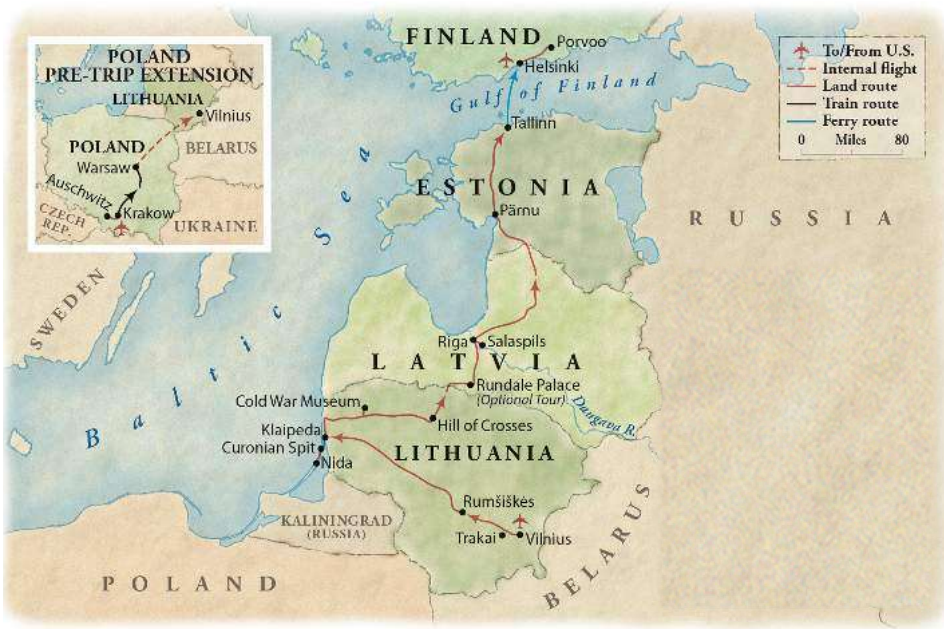 POLAND
PRE-TRIP EXTENSION
LITHUANIA
Vilnius
POLAND
BELARUS
Warsaw
Auschwitz
Krakow
CZECH
REP.
UKRAINE
FINLAND
Porvoo
Helsinki
Gulf of Finland
Tallinn
To/From U.S.
Internal flight
Land route
Train route
Ferry route
0 Miles 80
ESTONIA
Pärnu
RUSSIA
SWEDEN
Baltic Sea
Riga
Salaspils
LATVIA
Rundale Palace
(Optional Tour)
Cold War Museum
Daugava R.
Hill of Crosses
Klaipeda
Curonian Spit
Nida
LITHUANIA
Rumšiškės
KALININGRAD
(RUSSIA)
Trakai
Vilnius
BELARUS
POLAND